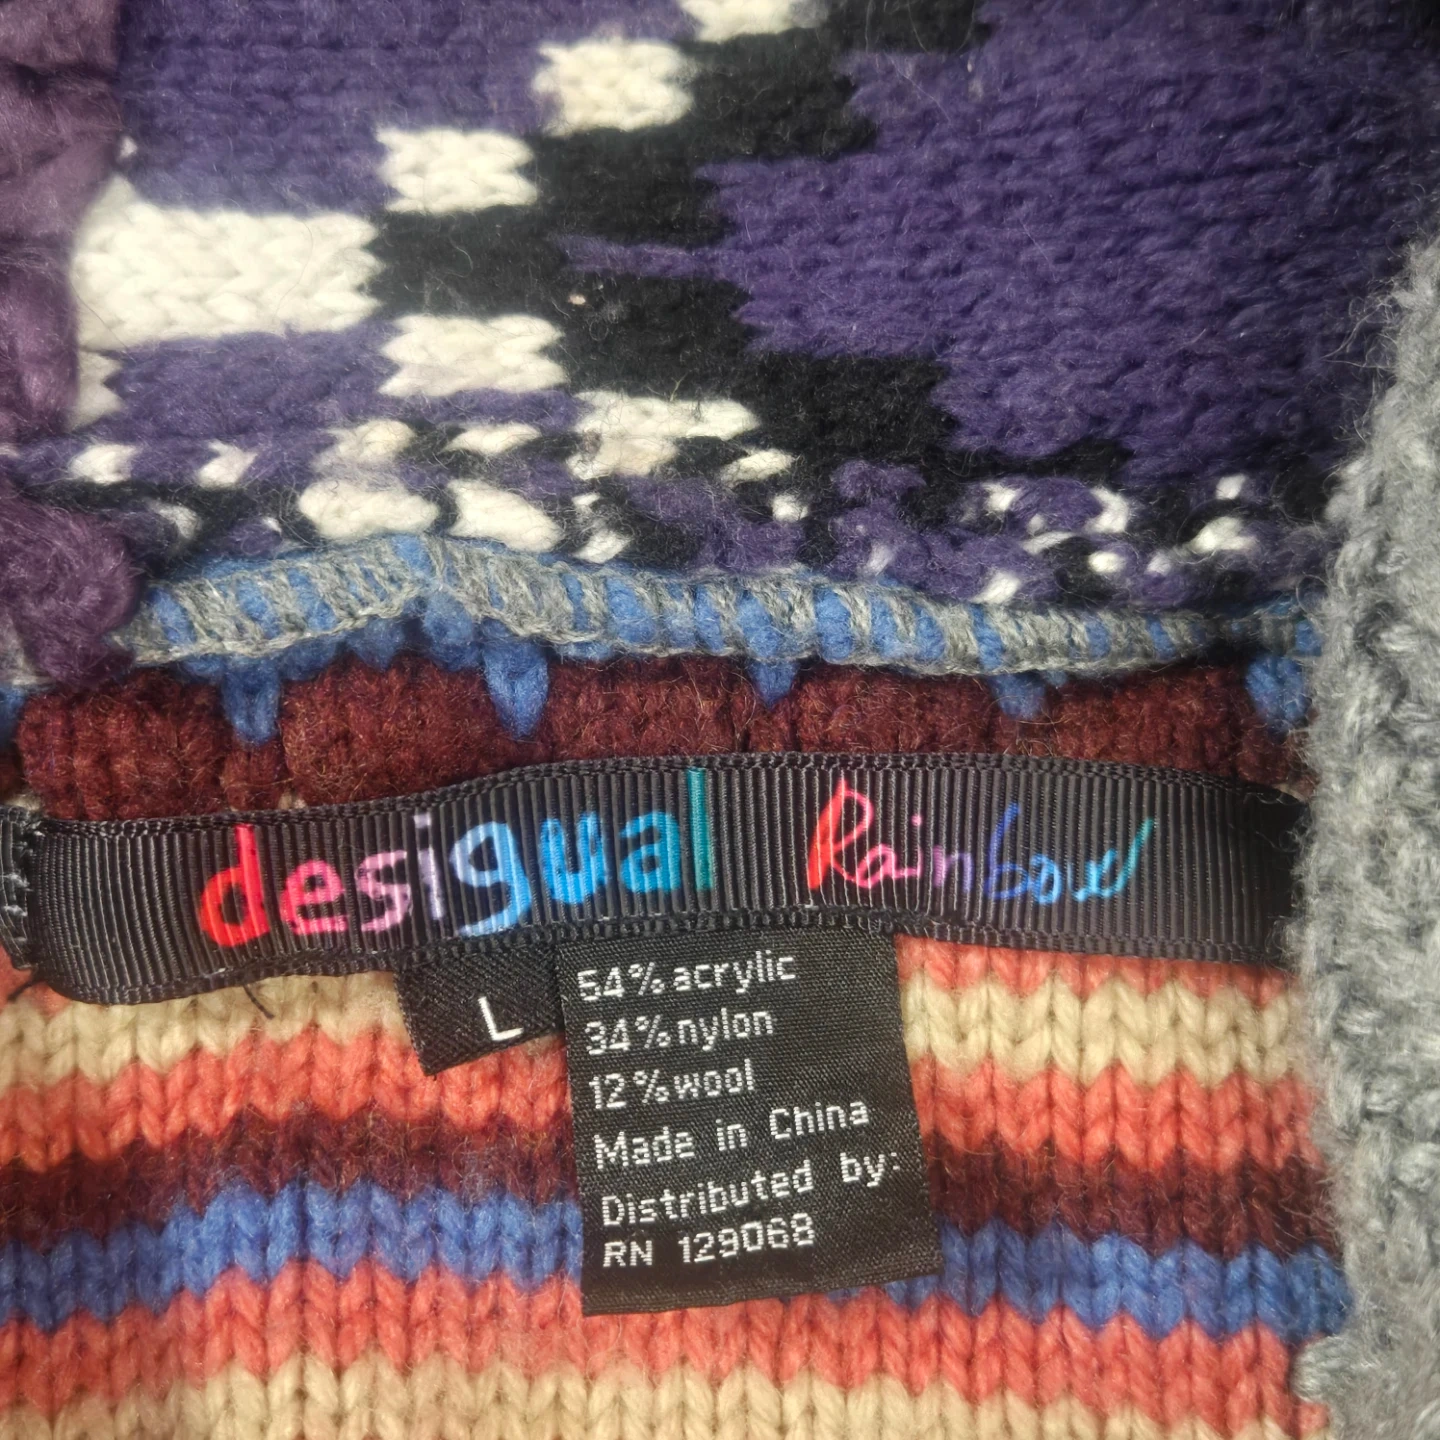 desigual Rainbow
L
54% acrylic
34% nylon
12% wool
Made in China
Distributed by:
RN 129068